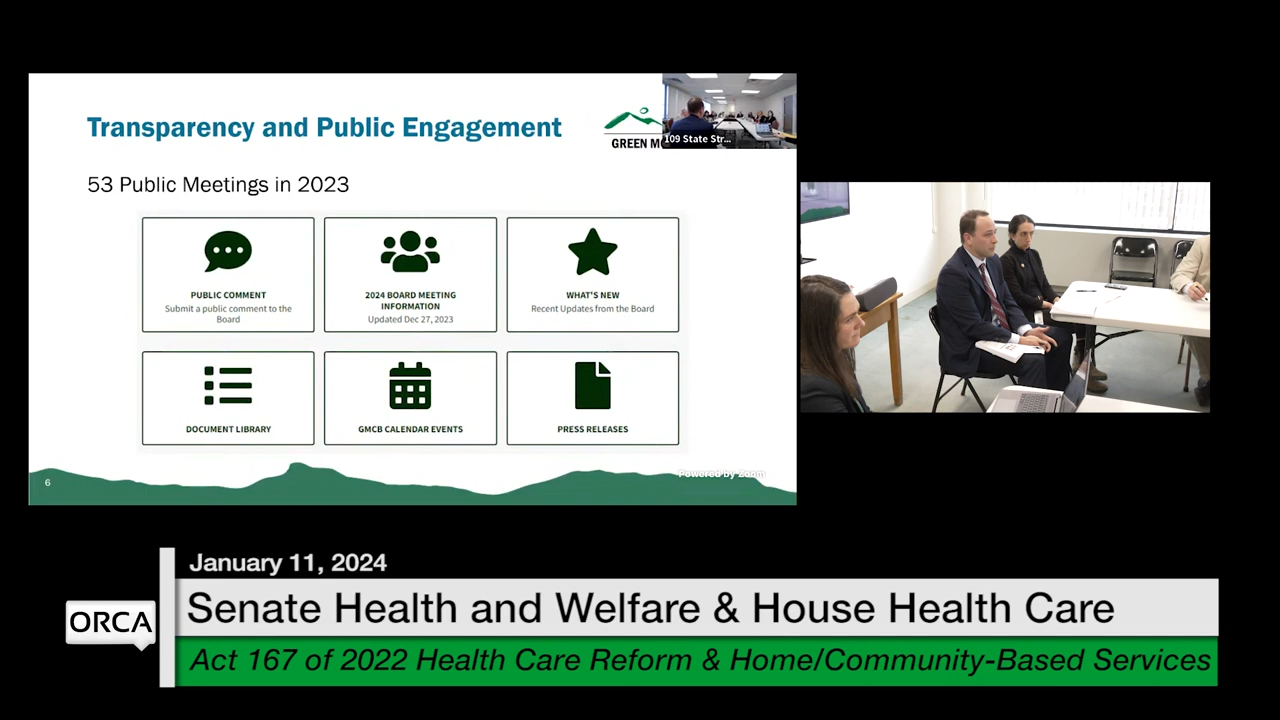 Transparency and Public Engagement
GREEN MO
109 State Str...
53 Public Meetings in 2023
PUBLIC COMMENT
Submit a public comment to the
Board
2024 BOARD MEETING
INFORMATION
Updated Dec 27, 2023
WHAT'S NEW
Recent Updates from the Board
DOCUMENT LIBRARY
GMCB CALENDAR EVENTS
PRESS RELEASES
Powered by Zoom
6
January 11, 2024
ORCA
Senate Health and Welfare & House Health Care
Act 167 of 2022 Health Care Reform & Home/Community-Based Services